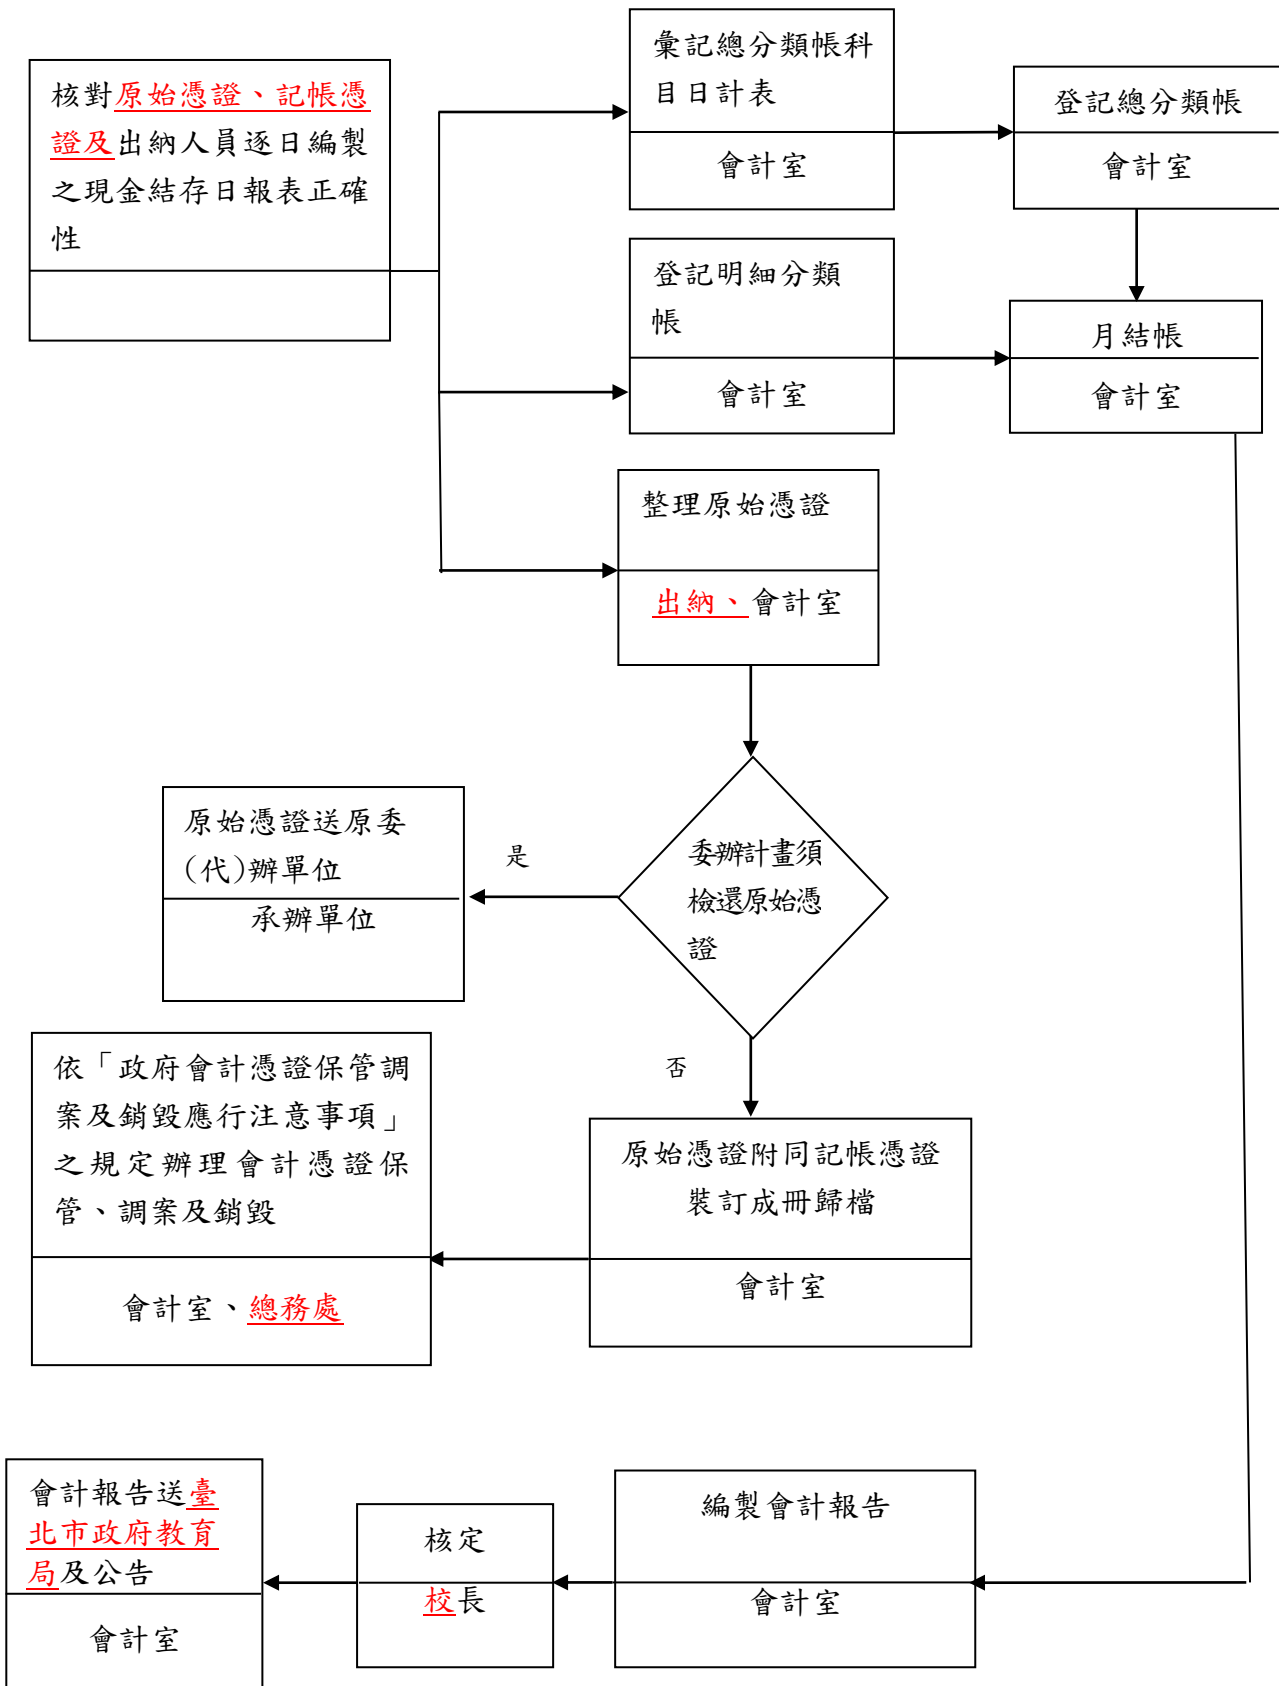 核對原始憑證、記帳憑
證及出納人員逐日編製
之現金結存日報表正確
性
彙記總分類帳科
目日計表
會計室
登記總分類帳
會計室
登記明細分類
帳
會計室
月結帳
會計室
整理原始憑證
出納、會計室
委辦計畫須
檢還原始憑
證
是
原始憑證送原委
(代)辦單位
承辦單位
否
原始憑證附同記帳憑證
裝訂成冊歸檔
會計室
依「政府會計憑證保管調
案及銷毀應行注意事項」
之規定辦理會計憑證保
管、調案及銷毀
會計室、總務處
編製會計報告
會計室
核定
校長
會計報告送臺
北市政府教育
局及公告
會計室